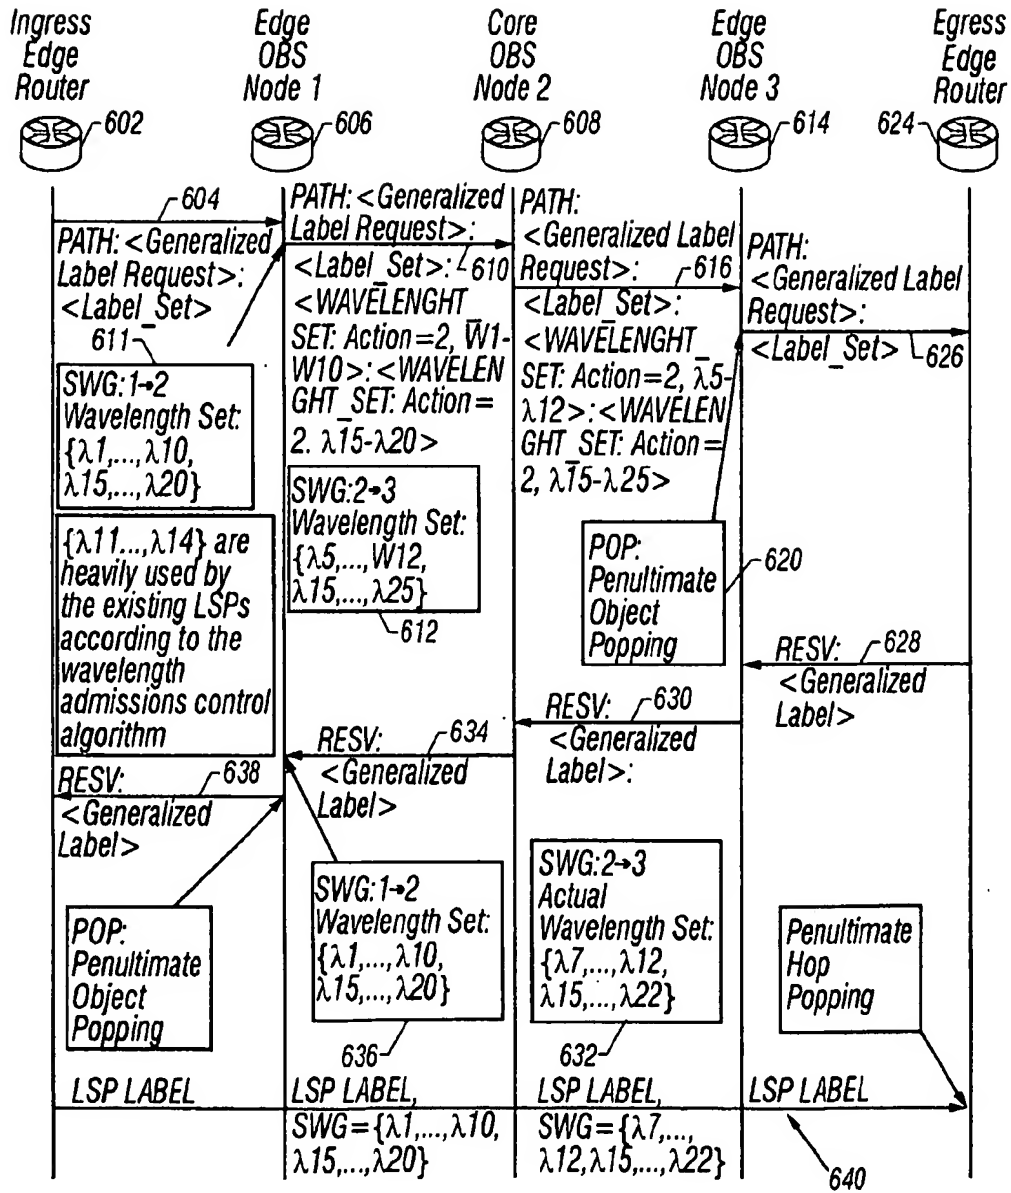 Ingress
Edge
Router
Edge
OBS
Node 1
Core
OBS
Node 2
Edge
OBS
Node 3
Egress
Edge
Router
602
606
608
614
624
604
PATH: <Generalized
Label Request>:
<Label_Set>
611
PATH: <Generalized
Label Request>:
<Label_Set>:
610
<WAVELENGHT_
SET: Action=2, W1-
W10>:<WAVELEN
GHT_SET: Action=
2. λ15-λ20>
PATH:
<Generalized Label
Request>:
616
<Label_Set>:
<WAVELENGHT_
SET: Action=2, λ5-
λ12>:<WAVELEN
GHT_SET: Action=
2, λ15-λ25>
PATH:
<Generalized Label
Request>:
<Label_Set>
626
SWG:1→2
Wavelength Set:
{λ1,...,λ10,
λ15,...,λ20}
{λ11...,λ14} are
heavily used by
the existing LSPs
according to the
wavelength
admissions control
algorithm
SWG:2→3
Wavelength Set:
{λ5,...,W12,
λ15,...,λ25}
612
POP:
Penultimate
Object
Popping
620
RESV:
628
<Generalized
Label>
RESV:
630
<Generalized
Label>:
RESV:
634
<Generalized
Label>
RESV:
638
<Generalized
Label>
POP:
Penultimate
Object
Popping
SWG:1→2
Wavelength Set:
{λ1,...,λ10,
λ15,...,λ20}
636
SWG:2→3
Actual
Wavelength Set:
{λ7,...,λ12,
λ15,...,λ22}
632
Penultimate
Hop
Popping
LSP LABEL
LSP LABEL,
SWG={λ1,...,λ10,
λ15,...,λ20}
LSP LABEL,
SWG={λ7,...,
λ12,λ15,...,λ22}
LSP LABEL
640